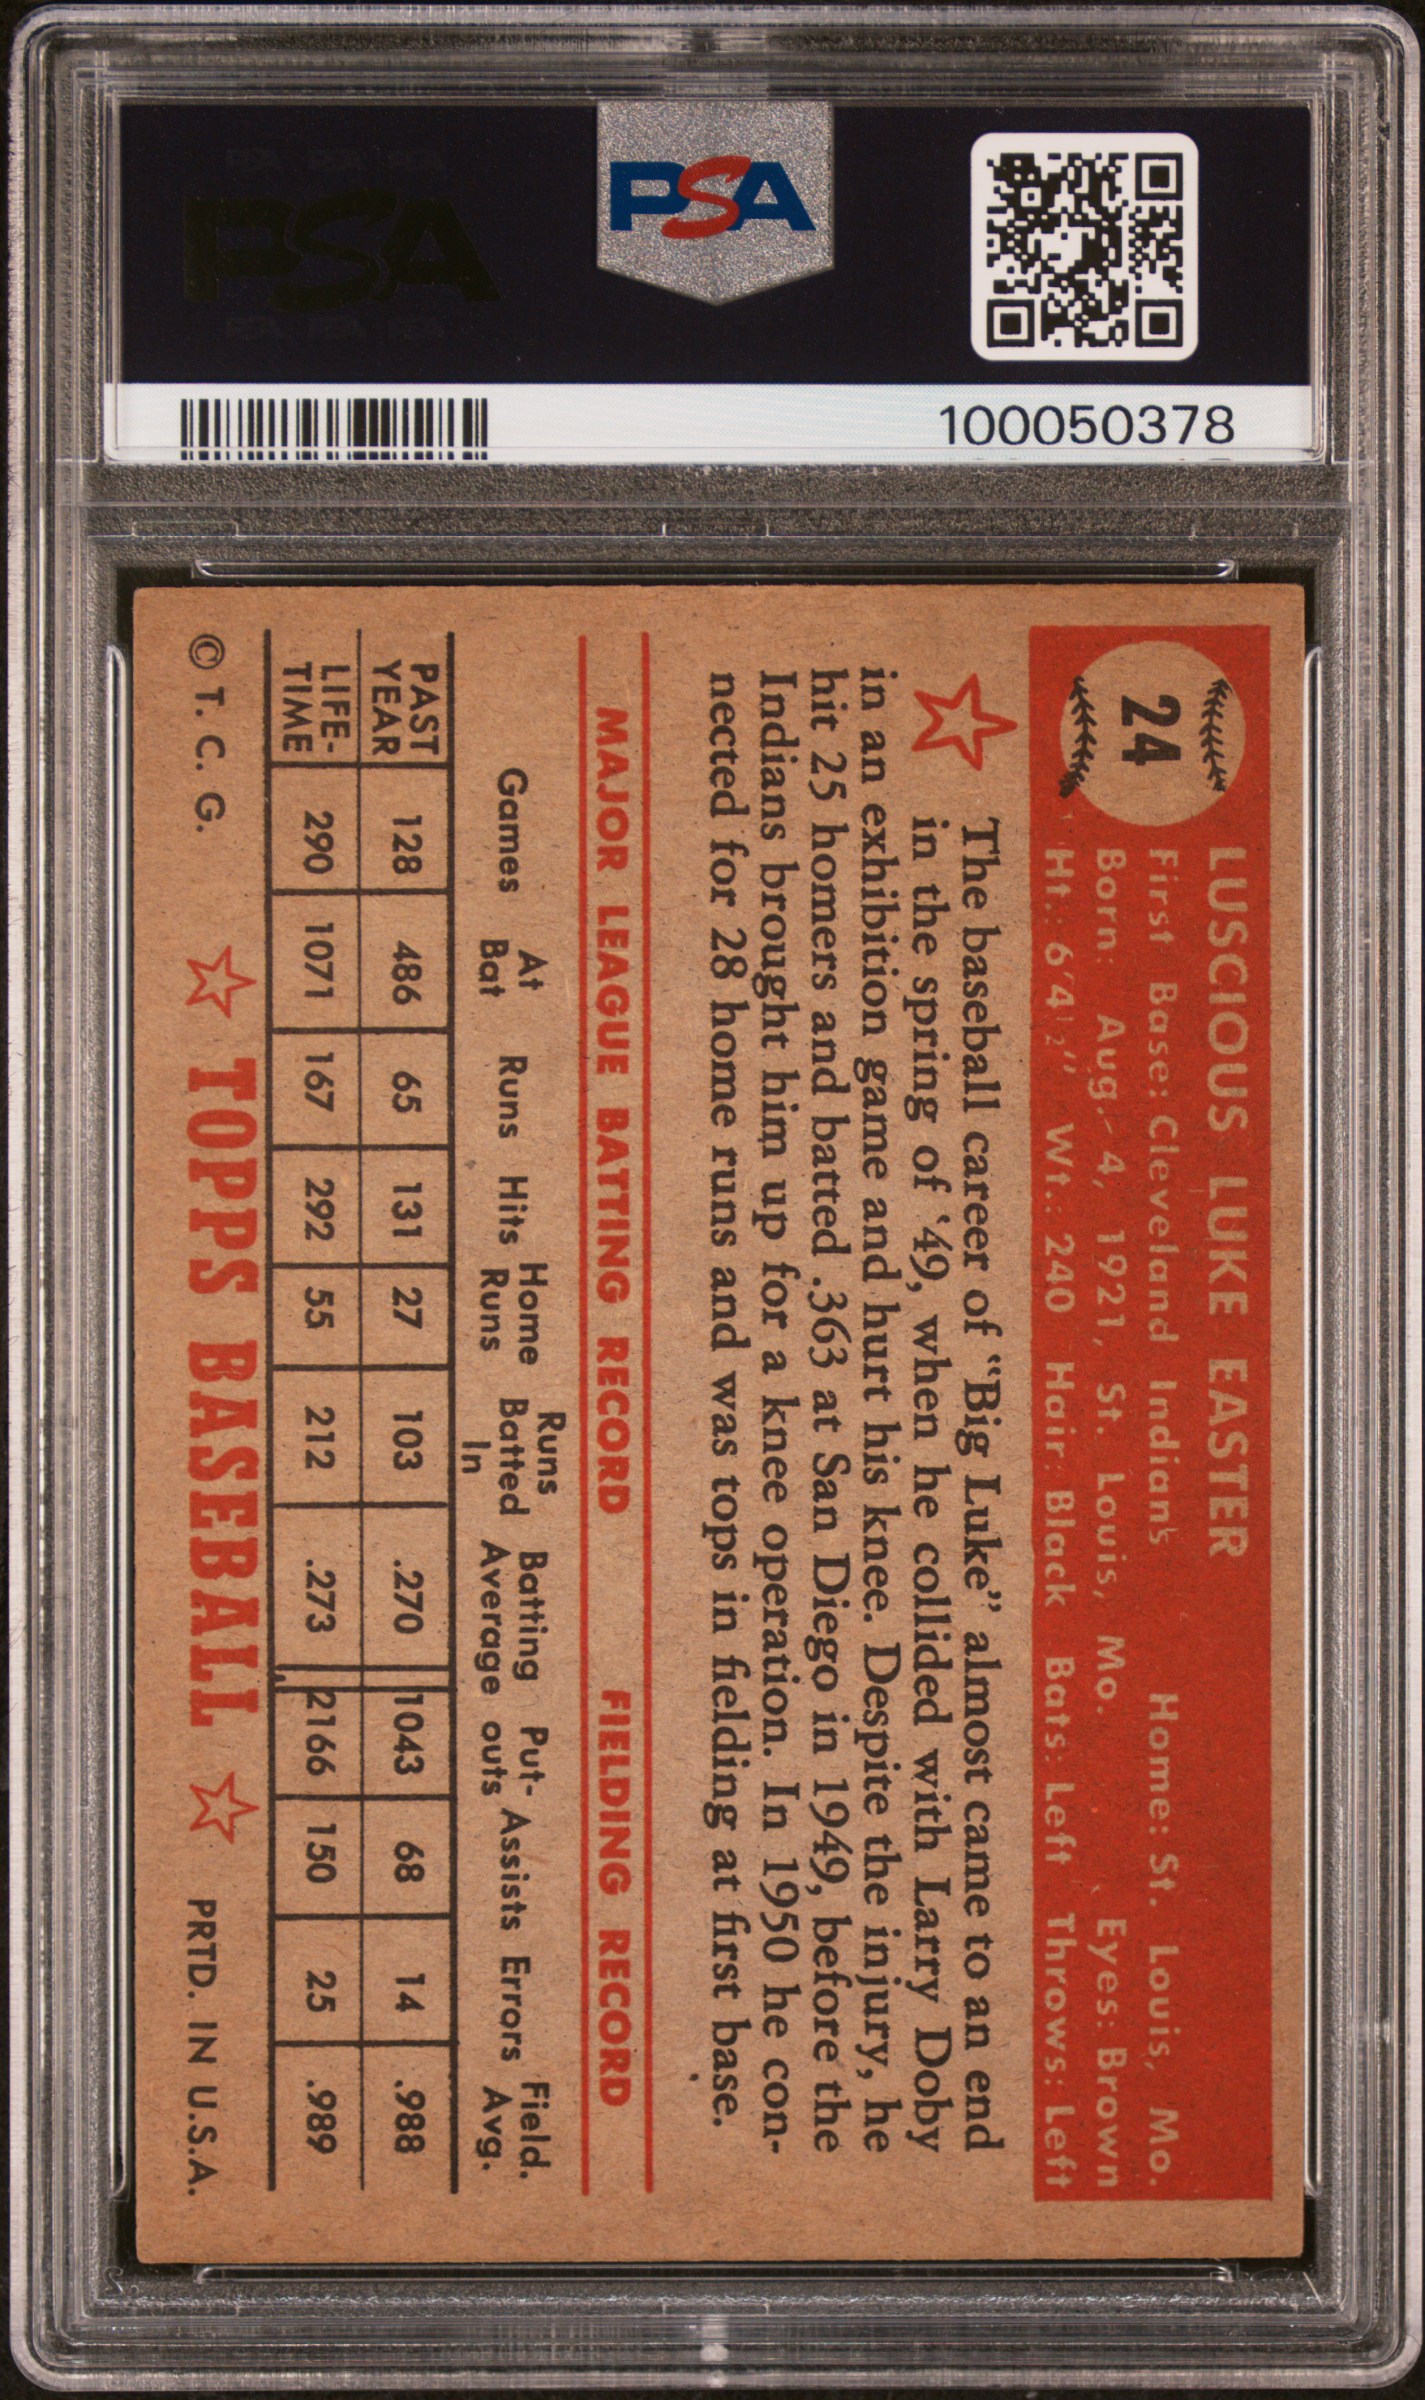 PSA
PSA
100050378
24
LUSCIOUS LUKE EASTER
First Base: Cleveland Indians Home: St. Louis, Mo.
Born: Aug. 4, 1921, St. Louis, Mo. Eyes: Brown
Ht.: 6'4½" Wt.: 240 Hair: Black Bats: Left Throws: Left
The baseball career of "Big Luke" almost came to an end
in the spring of '49, when he collided with Larry Doby
in an exhibition game and hurt his knee. Despite the injury, he
hit 25 homers and batted .363 at San Diego in 1949, before the
Indians brought him up for a knee operation. In 1950 he con-
nected for 28 home runs and was tops in fielding at first base.
MAJOR LEAGUE BATTING RECORD FIELDING RECORD
Games At Bat Runs Hits Home Runs Runs Batted In Batting Average Put-outs Assists Errors Field. Avg.
PAST YEAR 128 486 65 131 27 103 .270 1043 68 14 .988
LIFE-TIME 290 1071 167 292 55 212 .273 2166 150 25 .989
© T. C. G. TOPPS BASEBALL PRTD. IN U.S.A.